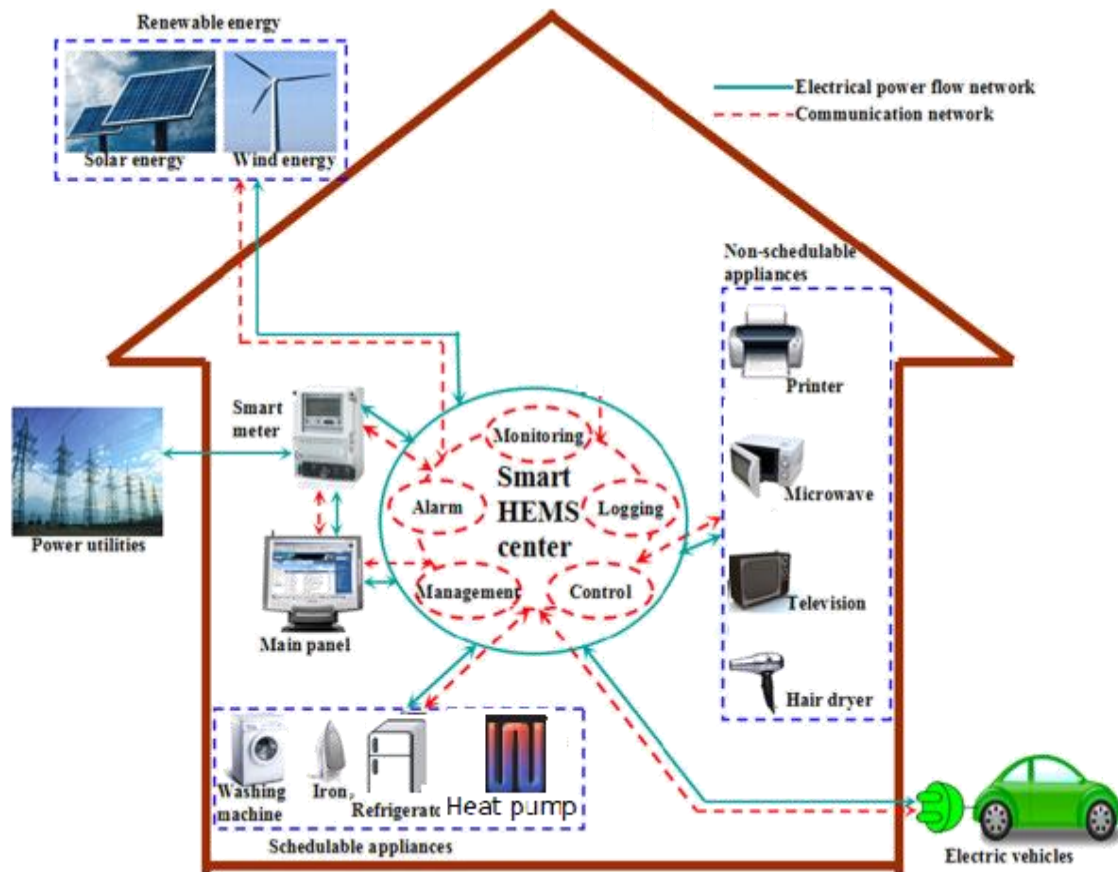 Renewable energy
Solar energy
Wind energy
Electrical power flow network
Communication network
Non-schedulable
appliances
Printer
Microwave
Television
Hair dryer
Smart
meter
Power utilities
Main panel
Monitoring
Smart
HEMS
center
Alarm
Logging
Management
Control
Washing
machine
Iron,
Refrigerato
Heat pump
Schedulable appliances
Electric vehicles